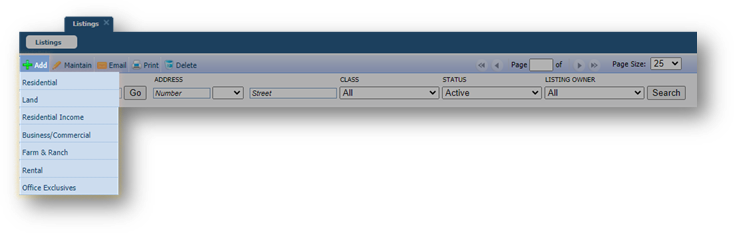 Listings
Listings
Add Maintain Email Print Delete Page of Page Size: 25
ADDRESS CLASS STATUS LISTING OWNER
Go Number Street All Active All Search
Residential
Land
Residential Income
Business/Commercial
Farm & Ranch
Rental
Office Exclusives